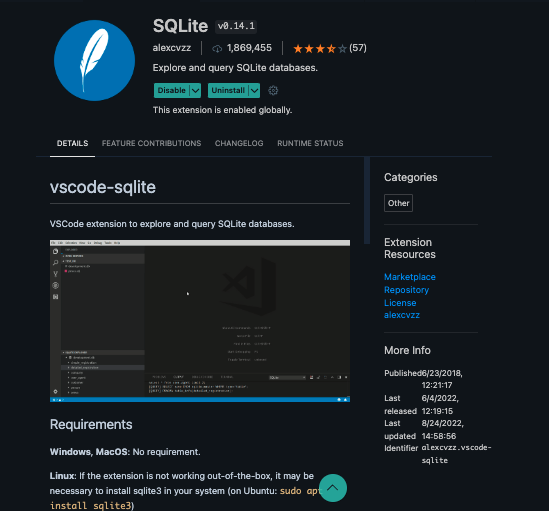 SQLite v0.14.1
alexcvzz 1,869,455 (57)
Explore and query SQLite databases.
Disable Uninstall
This extension is enabled globally.
DETAILS FEATURE CONTRIBUTIONS CHANGELOG RUNTIME STATUS
vscode-sqlite
VSCode extension to explore and query SQLite databases.
Requirements
Windows, MacOS: No requirement.
Linux: If the extension is not working out-of-the-box, it may be
necessary to install sqlite3 in your system (on Ubuntu: sudo apt
install sqlite3)
Categories
Other
Extension
Resources
Marketplace
Repository
License
alexcvzz
More Info
Published 6/23/2018,
12:21:17
Last 6/4/2022,
released 12:19:15
Last 8/24/2022,
updated 14:58:56
Identifier alexcvzz.vscode-
sqlite